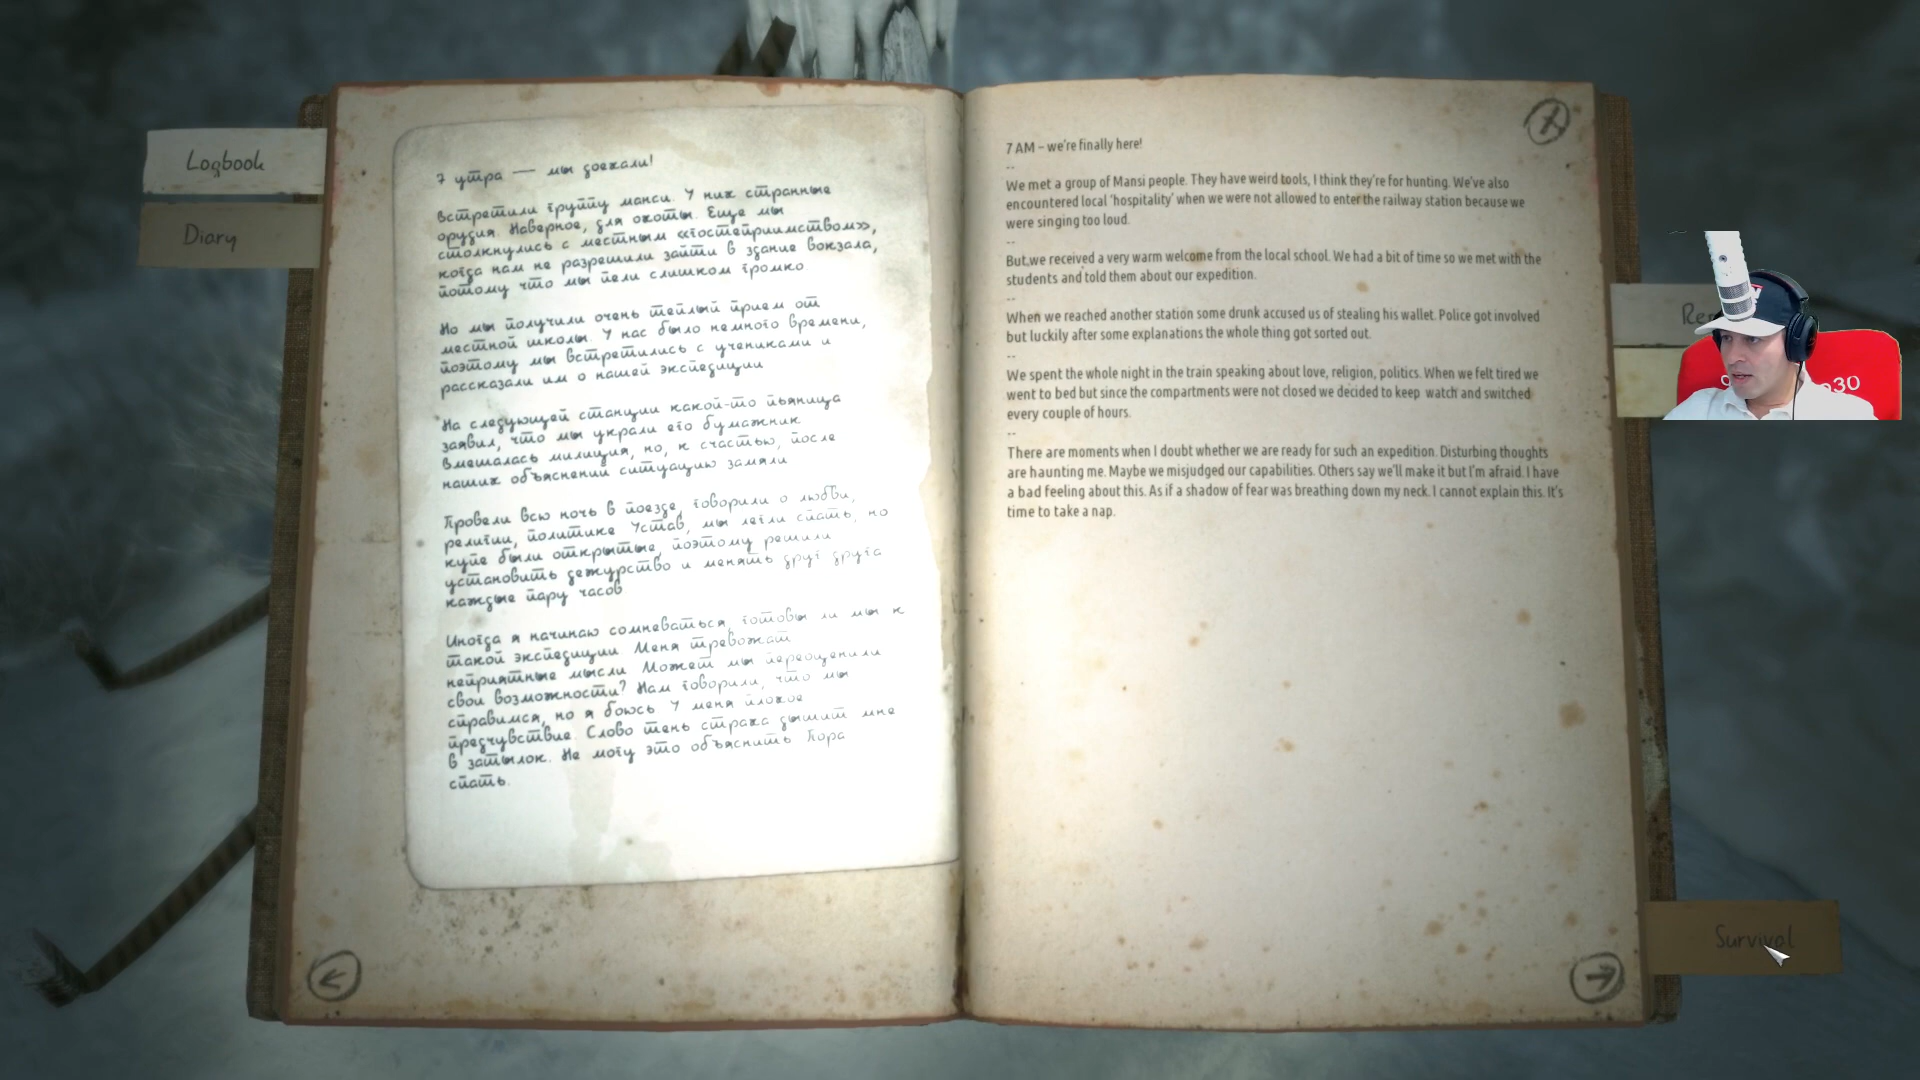 Logbook
Diary
7 утра — мы доехали!
Встретили группу манси. У них странные
орудия. Наверное, для охоты. Еще мы
столкнулись с местным «гостеприимством»,
когда нам не разрешили зайти в здание вокзала,
потому что мы пели слишком громко
Но мы получили очень теплый прием от
местной школы. У нас было немного времени,
поэтому мы встретились с учениками и
рассказали им о нашей экспедиции
На следующей станции какой-то пьяница
заявил, что мы украли его бумажник
Вмешалась милиция, но, к счастью, после
наших объяснений ситуацию замяли
Провели всю ночь в поезде, говорили о любви,
религии, политике Устав, мы легли спать, но
купе были открытые, поэтому решили
установить дежурство и менять друг друга
каждые пару часов
Иногда я начинаю сомневаться, готовы ли мы к
такой экспедиции Меня тревожат
неприятные мысли Может мы переоценили
свои возможности? Нам говорили, что мы
справимся, но я боюсь У меня плохое
предчувствие. Слово тень страха дышит мне
в затылок. Не могу это объяснить Пора
спать.
7 AM – we're finally here!
--
We met a group of Mansi people. They have weird tools, I think they're for hunting. We've also
encountered local 'hospitality' when we were not allowed to enter the railway station because we
were singing too loud.
--
But,we received a very warm welcome from the local school. We had a bit of time so we met with the
students and told them about our expedition.
--
When we reached another station some drunk accused us of stealing his wallet. Police got involved
but luckily after some explanations the whole thing got sorted out.
--
We spent the whole night in the train speaking about love, religion, politics. When we felt tired we
went to bed but since the compartments were not closed we decided to keep watch and switched
every couple of hours.
--
There are moments when I doubt whether we are ready for such an expedition. Disturbing thoughts
are haunting me. Maybe we misjudged our capabilities. Others say we'll make it but I'm afraid. I have
a bad feeling about this. As if a shadow of fear was breathing down my neck. I cannot explain this. It's
time to take a nap.
Survival